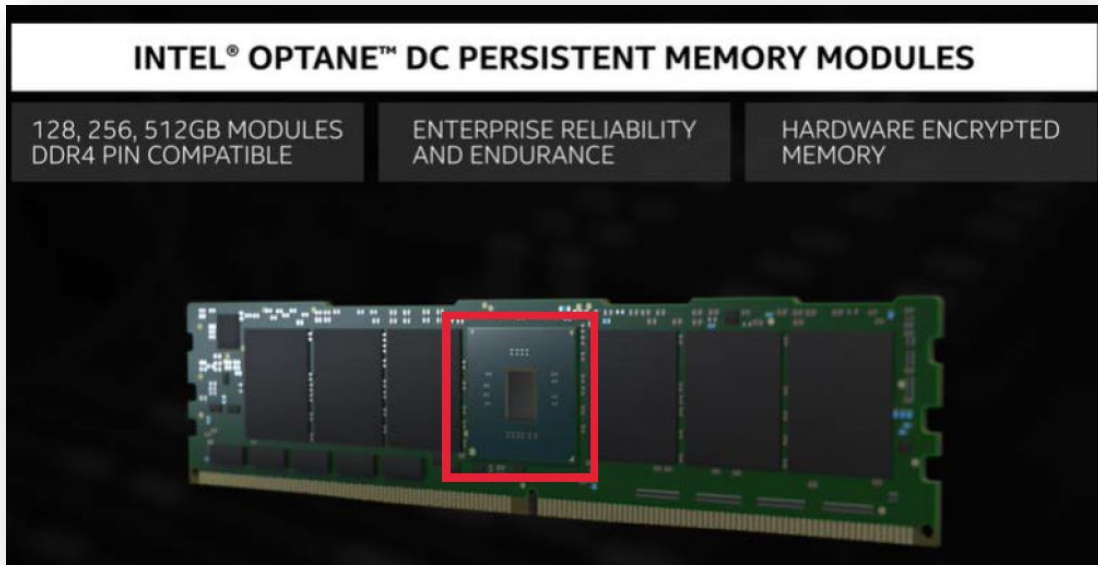 INTEL® OPTANE™ DC PERSISTENT MEMORY MODULES
128, 256, 512GB MODULES
DDR4 PIN COMPATIBLE
ENTERPRISE RELIABILITY
AND ENDURANCE
HARDWARE ENCRYPTED
MEMORY